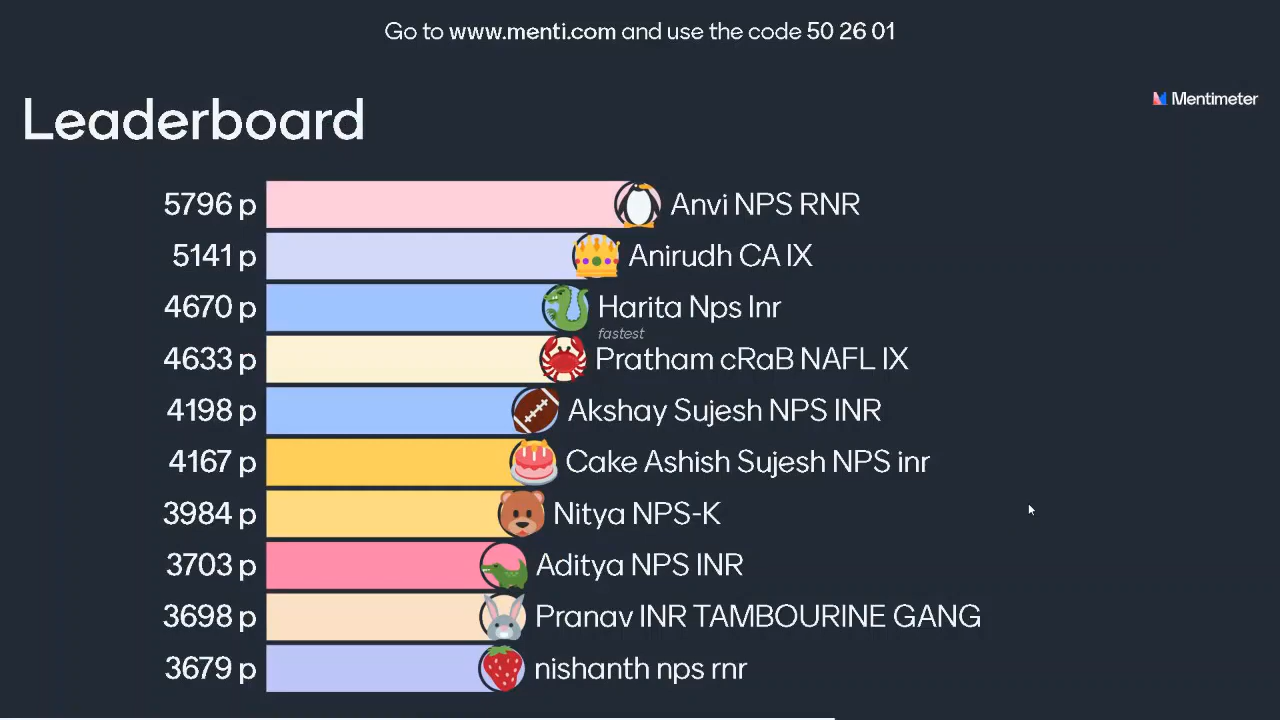 Go to www.menti.com and use the code 50 26 01
Leaderboard
Mentimeter
5796 p Anvi NPS RNR
5141 p Anirudh CA IX
4670 p Harita Nps Inr
fastest
4633 p Pratham cRaB NAFL IX
4198 p Akshay Sujesh NPS INR
4167 p Cake Ashish Sujesh NPS inr
3984 p Nitya NPS-K
3703 p Aditya NPS INR
3698 p Pranav INR TAMBOURINE GANG
3679 p nishanth nps rnr